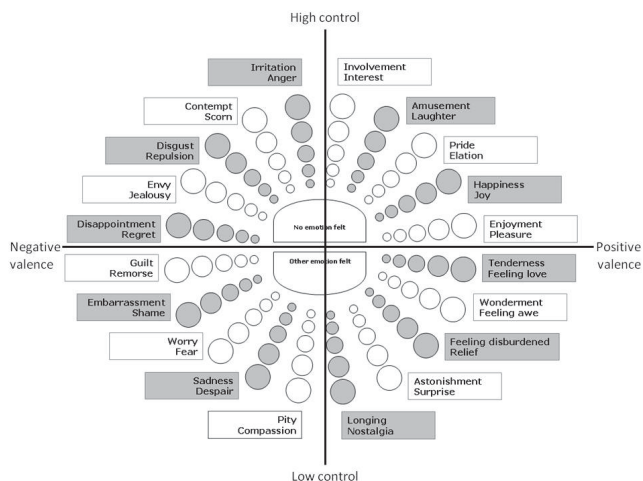 High control
Irritation
Anger
Involvement
Interest
Contempt
Scorn
Amusement
Laughter
Disgust
Repulsion
Pride
Elation
Envy
Jealousy
Happiness
Joy
Disappointment
Regret
No emotion felt
Enjoyment
Pleasure
Negative
valence
Positive
valence
Guilt
Remorse
Other emotion felt
Tenderness
Feeling love
Embarrassment
Shame
Wonderment
Feeling awe
Worry
Fear
Feeling disburdened
Relief
Sadness
Despair
Astonishment
Surprise
Pity
Compassion
Longing
Nostalgia
Low control